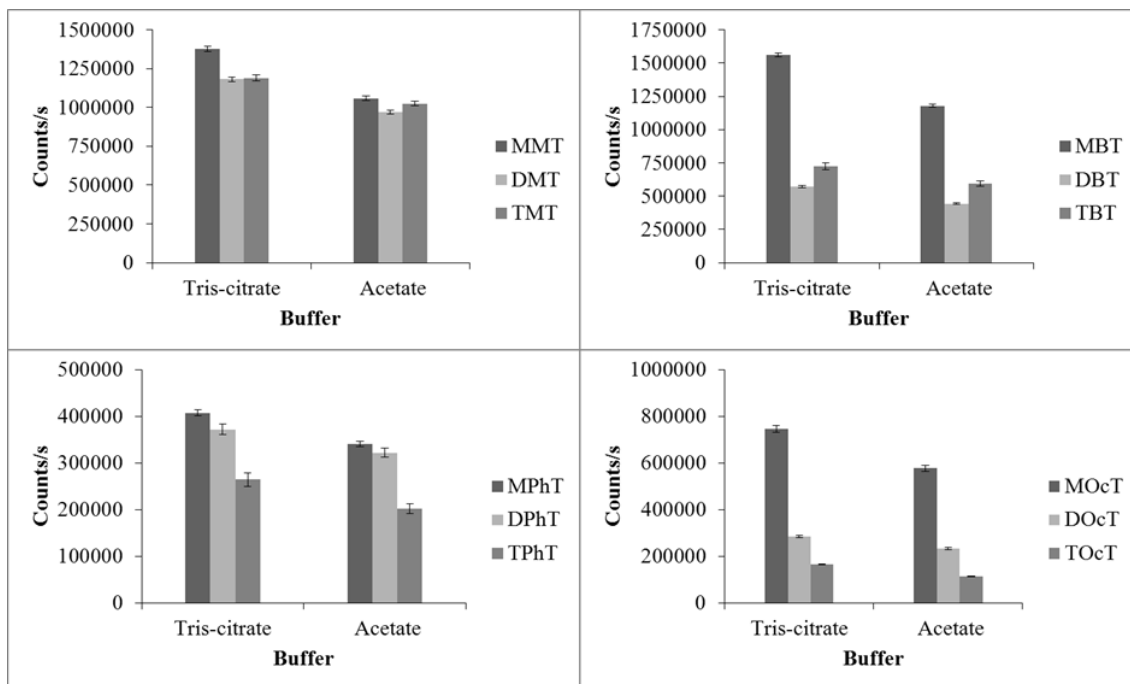 1500000
1250000
1000000
750000
500000
250000
0
Counts/s
Tris-citrate Acetate
Buffer
MMT
DMT
TMT
1750000
1500000
1250000
1000000
750000
500000
250000
0
Counts/s
Tris-citrate Acetate
Buffer
MBT
DBT
TBT
500000
400000
300000
200000
100000
0
Counts/s
Tris-citrate Acetate
Buffer
MPhT
DPhT
TPhT
1000000
800000
600000
400000
200000
0
Counts/s
Tris-citrate Acetate
Buffer
MOcT
DOcT
TOcT